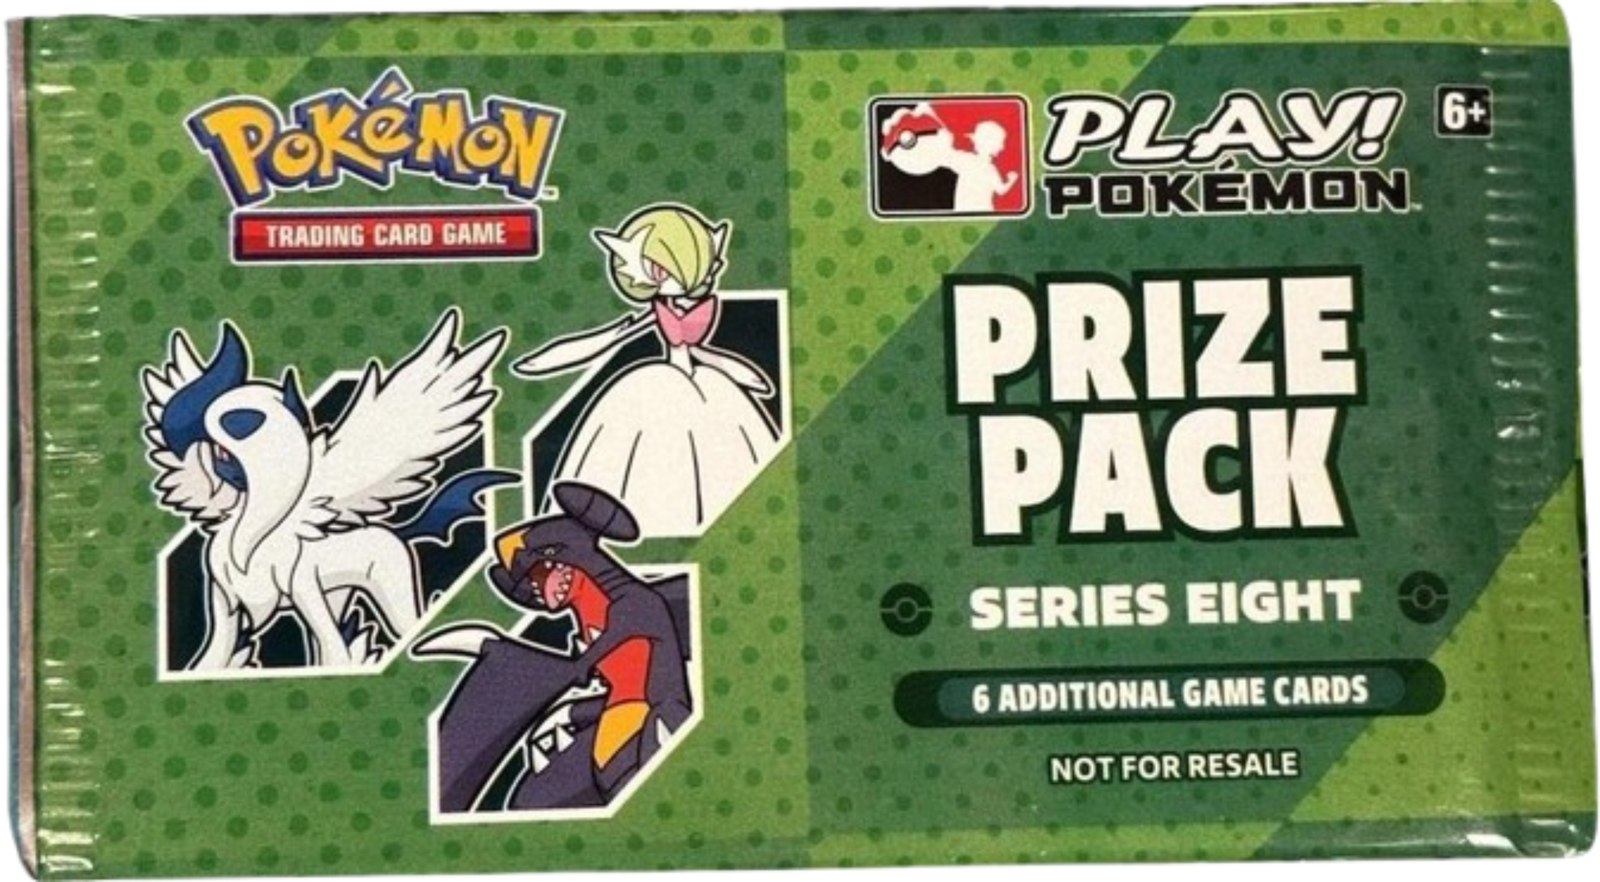 POKéMON
TRADING CARD GAME
PLAY!
POKÉMON
6+
PRIZE
PACK
SERIES EIGHT
6 ADDITIONAL GAME CARDS
NOT FOR RESALE